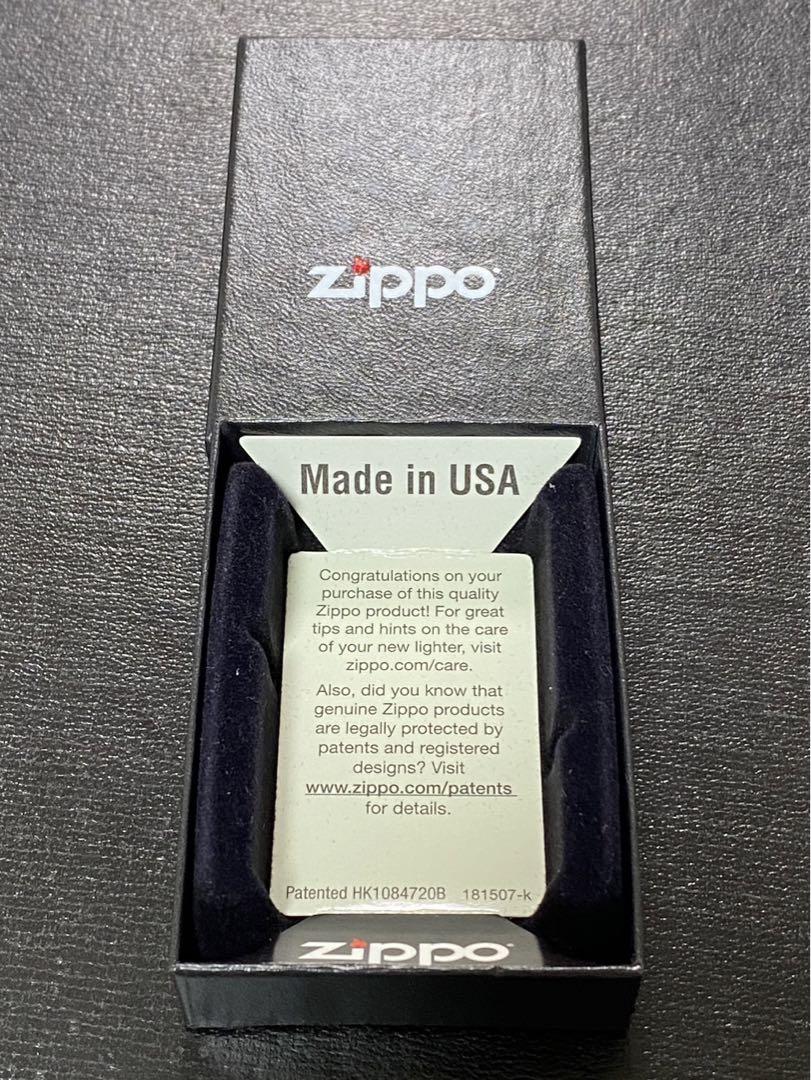 zippo
Made in USA
Congratulations on your
purchase of this quality
Zippo product! For great
tips and hints on the care
of your new lighter, visit
zippo.com/care.
Also, did you know that
genuine Zippo products
are legally protected by
patents and registered
designs? Visit
www.zippo.com/patents
for details.
Patented HK1084720B 181507-k
zippo